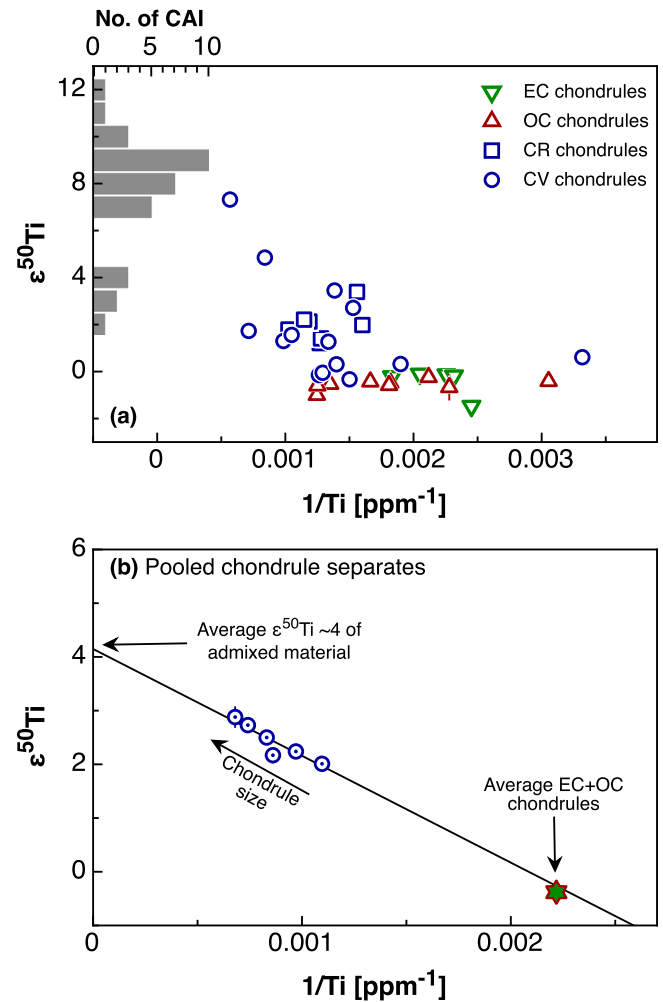 No. of CAI
0 5 10
12
8
4
0
ε⁵⁰Ti
EC chondrules
OC chondrules
CR chondrules
CV chondrules
(a)
0 0.001 0.002 0.003
1/Ti [ppm⁻¹]
6
4
2
0
ε⁵⁰Ti
(b) Pooled chondrule separates
Average ε⁵⁰Ti ~4 of
admixed material
Chondrule
size
Average EC+OC
chondrules
0 0.001 0.002
1/Ti [ppm⁻¹]